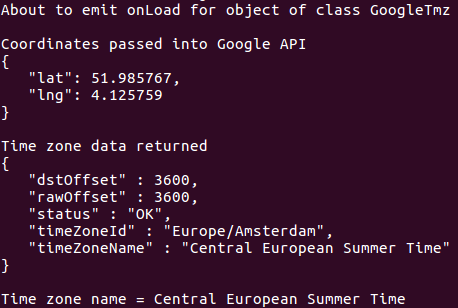 About to emit onLoad for object of class GoogleTmz
Coordinates passed into Google API
{
"lat": 51.985767,
"lng": 4.125759
}
Time zone data returned
{
"dstOffset" : 3600,
"rawOffset" : 3600,
"status" : "OK",
"timeZoneId" : "Europe/Amsterdam",
"timeZoneName" : "Central European Summer Time"
}
Time zone name = Central European Summer Time